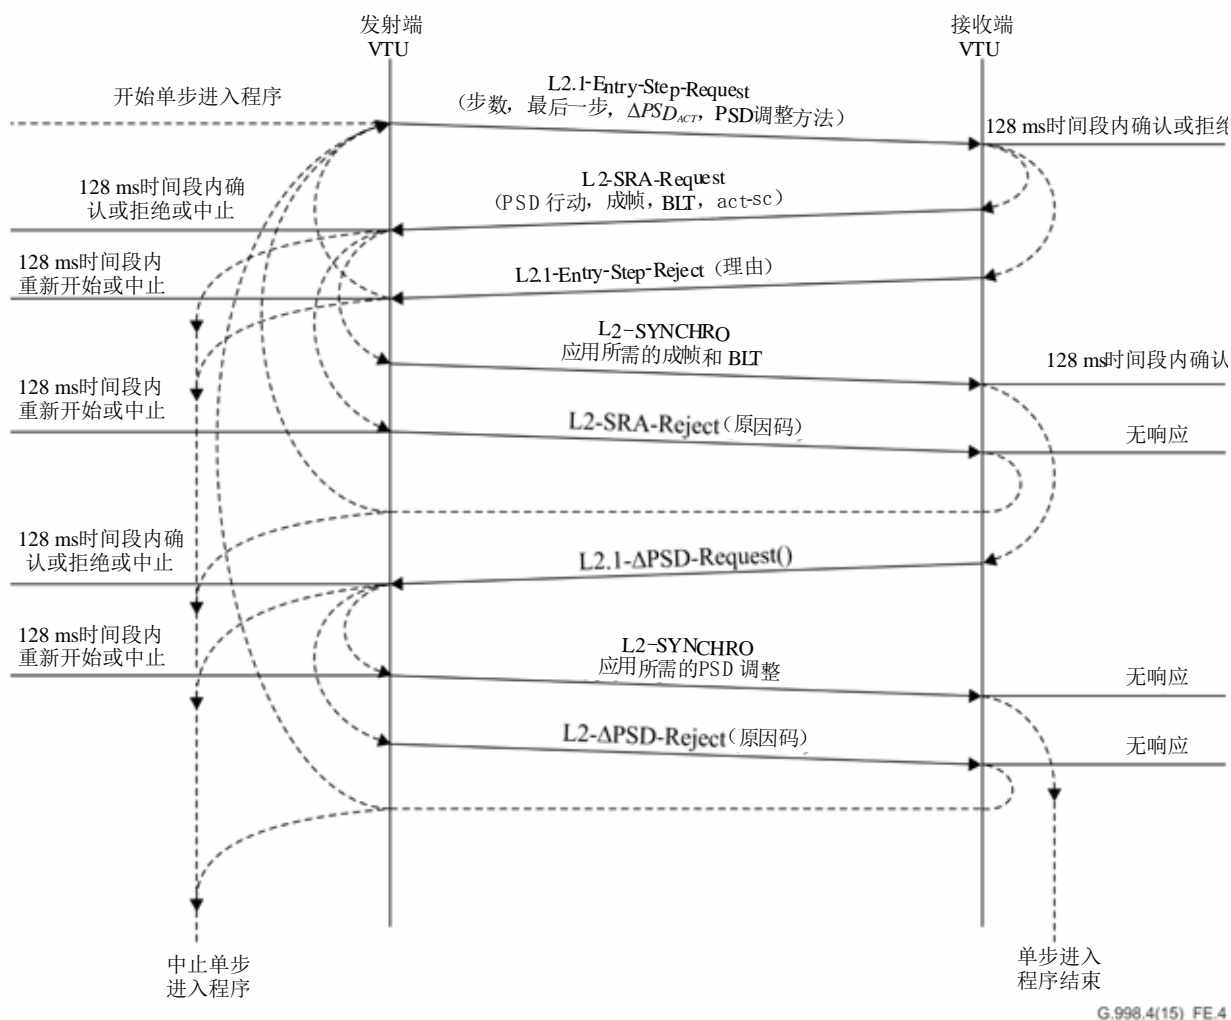 发射端
VTU
接收端
VTU
开始单步进入程序
L2.1-Entry-Step-Request
（步数，最后一步，ΔPSD_ACT，PSD调整方法）
128 ms时间段内确认或拒绝
128 ms时间段内确
认或拒绝或中止
L2-SRA-Request
（PSD 行动，成帧，BLT，act-sc）
128 ms时间段内
重新开始或中止
L2.1-Entry-Step-Reject（理由）
L2-SYNCHRO
应用所需的成帧和 BLT
128 ms时间段内确认
128 ms时间段内
重新开始或中止
L2-SRA-Reject（原因码）
无响应
128 ms时间段内确
认或拒绝或中止
L2.1-ΔPSD-Request()
128 ms时间段内
重新开始或中止
L2-SYNCHRO
应用所需的PSD 调整
无响应
L2-ΔPSD-Reject（原因码）
无响应
中止单步
进入程序
单步进入
程序结束
G.998.4(15)_FE.4